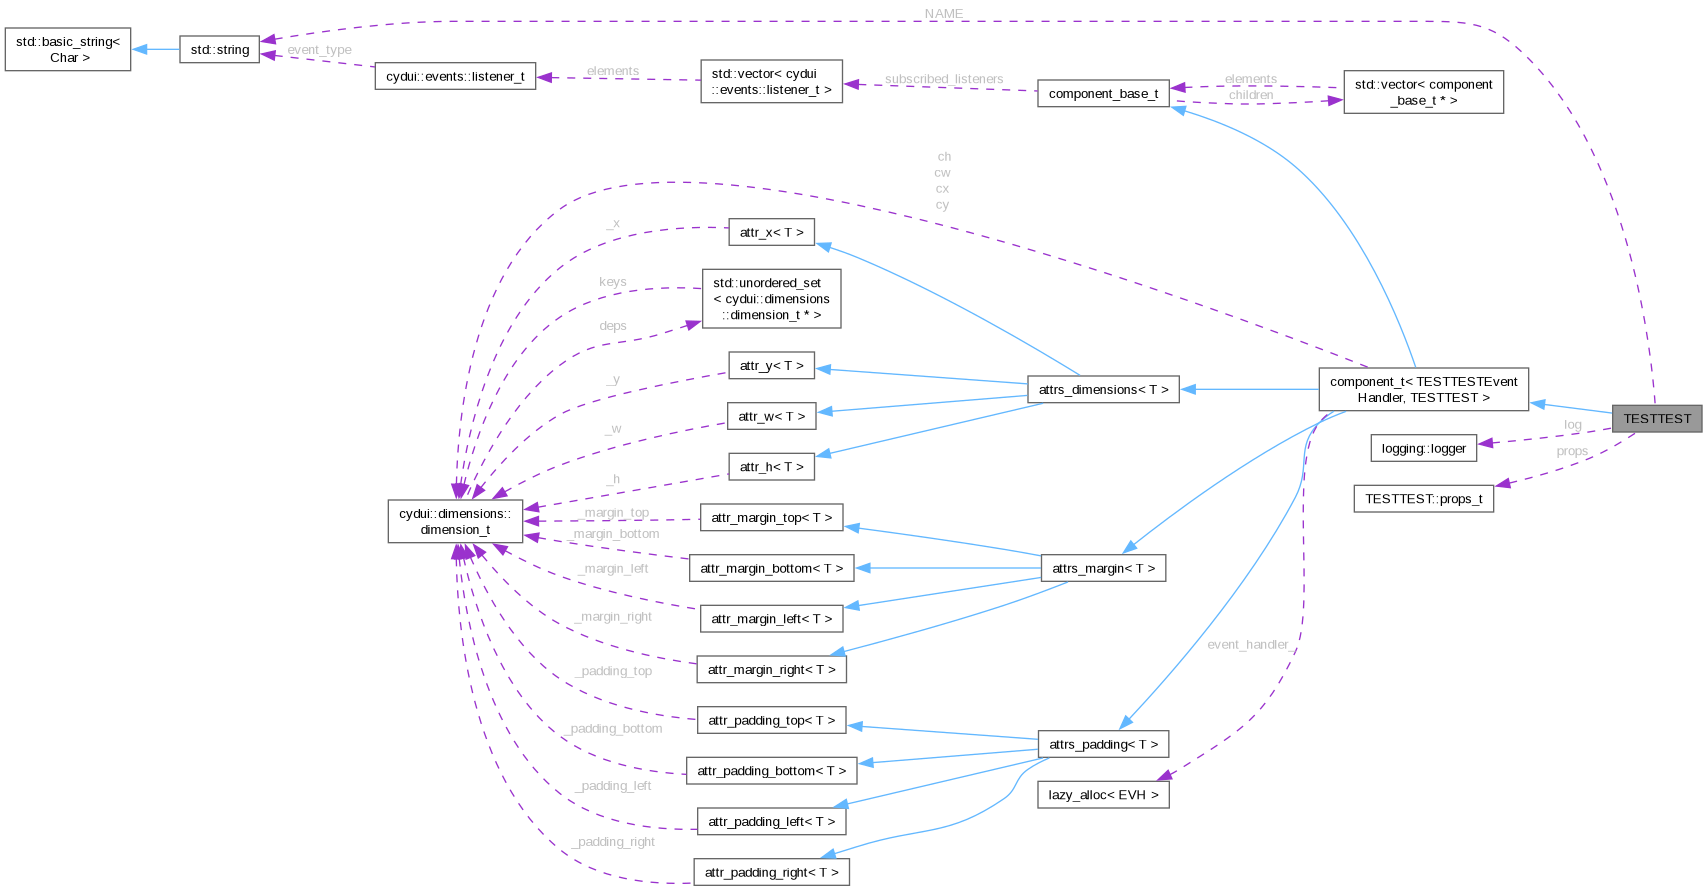 NAME
std::basic_string<
Char >
std::string
event_type
cydui::events::listener_t
elements
std::vector< cydui
::events::listener_t >
subscribed_listeners
component_base_t
elements
children
std::vector< component
_base_t * >
ch
cw
cx
cy
_x
attr_x< T >
keys
std::unordered_set
< cydui::dimensions
::dimension_t * >
deps
_y
attr_y< T >
attrs_dimensions< T >
component_t< TESTTESTEvent
Handler, TESTTEST >
TESTTEST
_w
attr_w< T >
log
logging::logger
props
TESTTEST::props_t
_h
attr_h< T >
cydui::dimensions::
dimension_t
_margin_top
attr_margin_top< T >
_margin_bottom
attr_margin_bottom< T >
attrs_margin< T >
_margin_left
attr_margin_left< T >
_margin_right
attr_margin_right< T >
event_handler_
_padding_top
attr_padding_top< T >
_padding_bottom
attr_padding_bottom< T >
attrs_padding< T >
lazy_alloc< EVH >
_padding_left
attr_padding_left< T >
_padding_right
attr_padding_right< T >